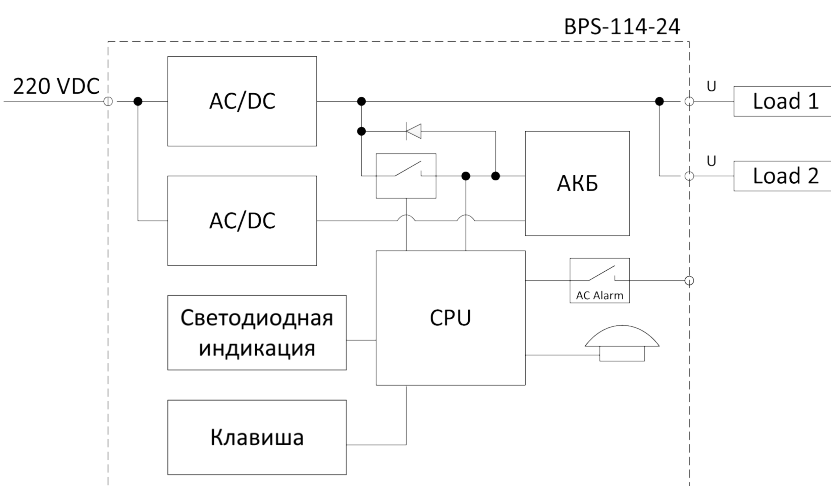 BPS-114-24
220 VDC
AC/DC
U
Load 1
АКБ
U
Load 2
AC/DC
AC Alarm
CPU
Светодиодная
индикация
Клавиша